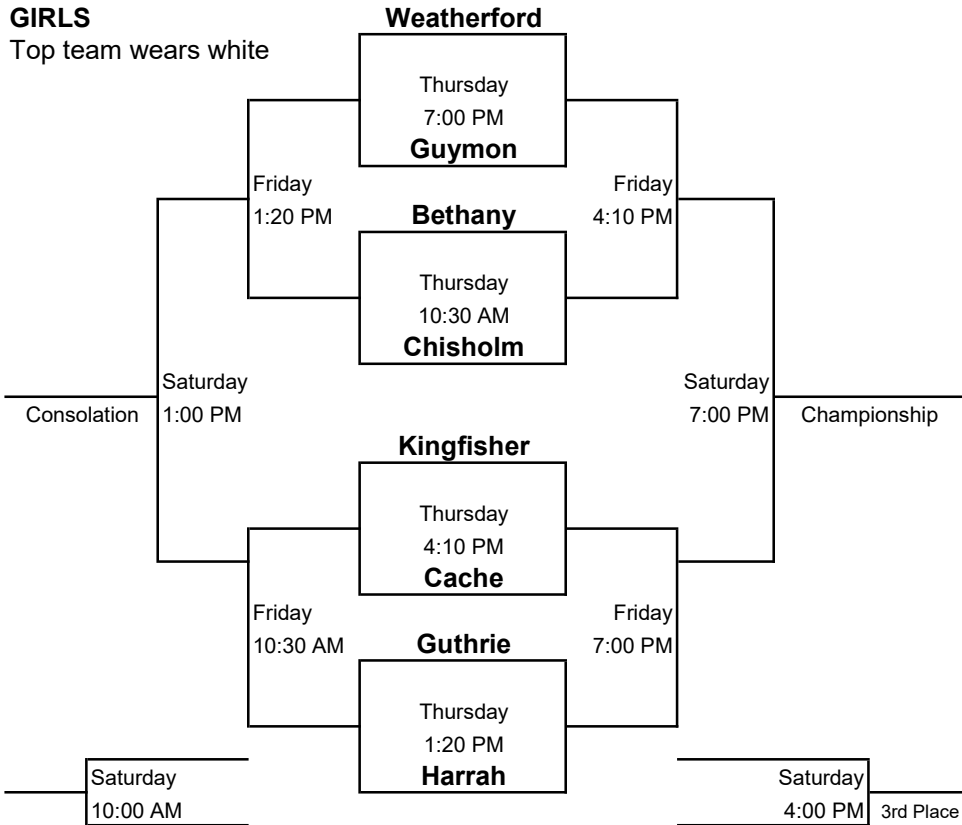 GIRLS
Top team wears white
Weatherford
Thursday
7:00 PM
Guymon
Friday
1:20 PM
Friday
4:10 PM
Bethany
Thursday
10:30 AM
Chisholm
Saturday
1:00 PM
Consolation
Saturday
7:00 PM
Championship
Kingfisher
Thursday
4:10 PM
Cache
Friday
10:30 AM
Friday
7:00 PM
Guthrie
Thursday
1:20 PM
Harrah
Saturday
10:00 AM
Saturday
4:00 PM
3rd Place